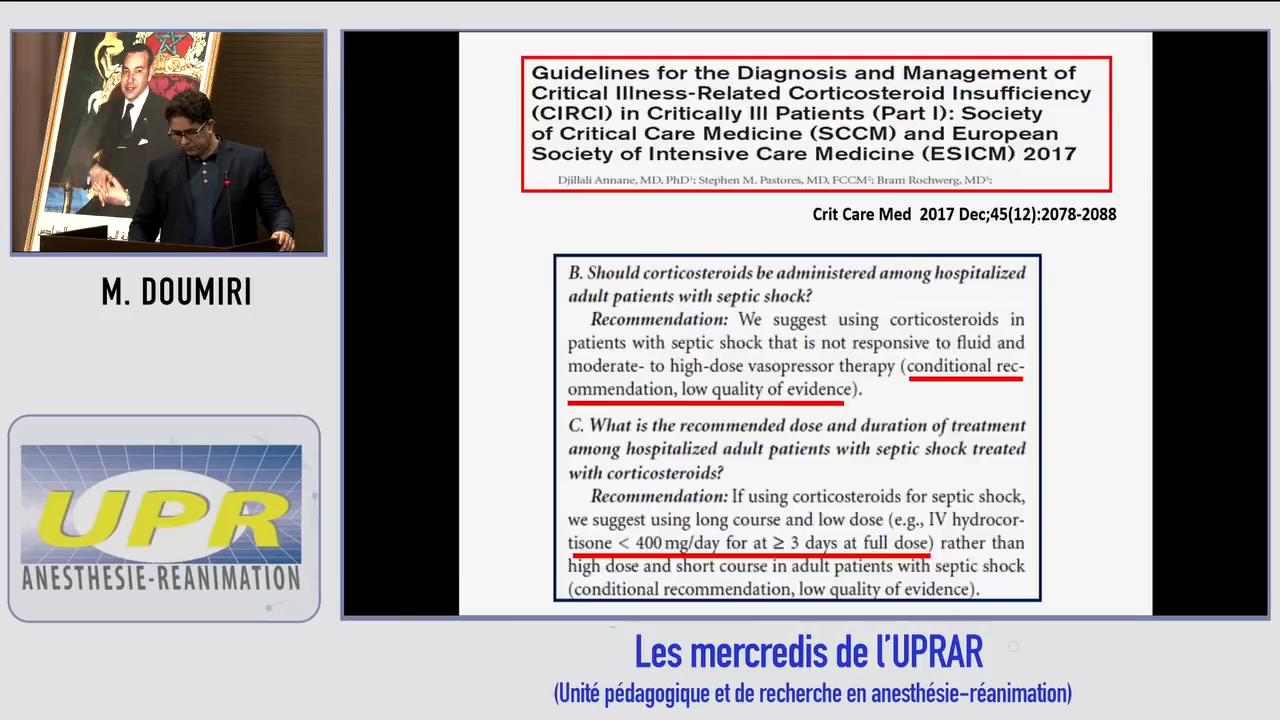 Guidelines for the Diagnosis and Management of
Critical Illness-Related Corticosteroid Insufficiency
(CIRCI) in Critically Ill Patients (Part I): Society
of Critical Care Medicine (SCCM) and European
Society of Intensive Care Medicine (ESICM) 2017
Djillali Annane, MD, PhD¹; Stephen M. Pastores, MD, FCCM²; Bram Rochwerg, MD³;
Crit Care Med 2017 Dec;45(12):2078-2088
B. Should corticosteroids be administered among hospitalized
adult patients with septic shock?
Recommendation: We suggest using corticosteroids in
patients with septic shock that is not responsive to fluid and
moderate- to high-dose vasopressor therapy (conditional rec-
ommendation, low quality of evidence).
C. What is the recommended dose and duration of treatment
among hospitalized adult patients with septic shock treated
with corticosteroids?
Recommendation: If using corticosteroids for septic shock,
we suggest using long course and low dose (e.g., IV hydrocor-
tisone < 400 mg/day for at ≥ 3 days at full dose) rather than
high dose and short course in adult patients with septic shock
(conditional recommendation, low quality of evidence).
M. DOUMIRI
UPR
ANESTHESIE-REANIMATION
Les mercredis de l'UPRAR
(Unité pédagogique et de recherche en anesthésie-réanimation)